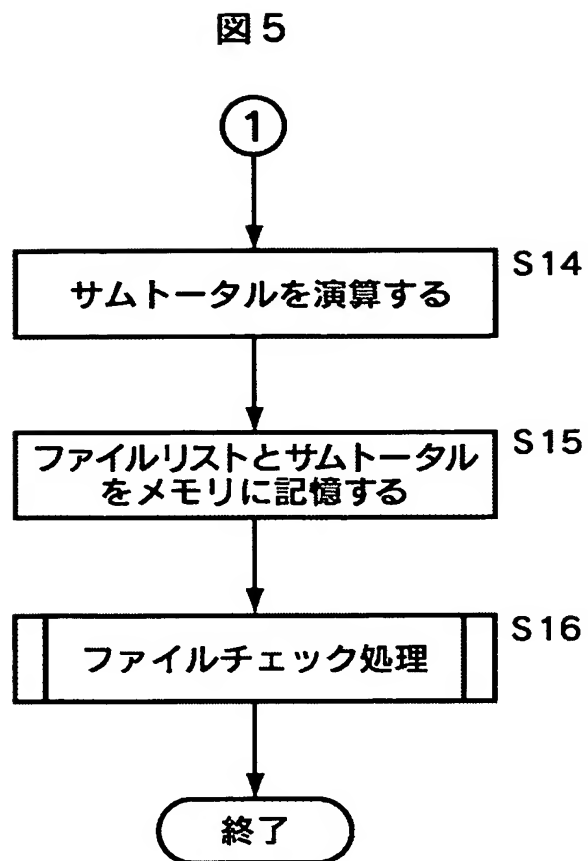 図5
1
サムトータルを演算する
S14
ファイルリストとサムトータル
をメモリに記憶する
S15
ファイルチェック処理
S16
終了